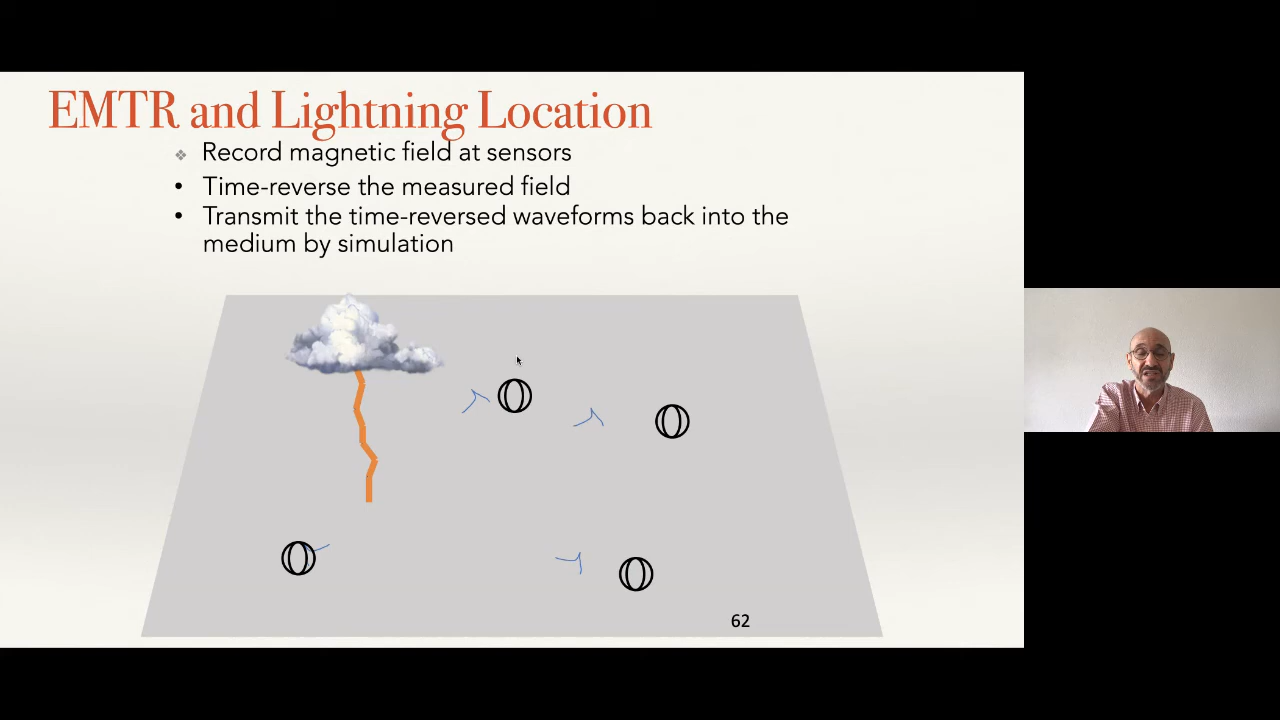 EMTR and Lightning Location
Record magnetic field at sensors
Time-reverse the measured field
Transmit the time-reversed waveforms back into the
medium by simulation
62